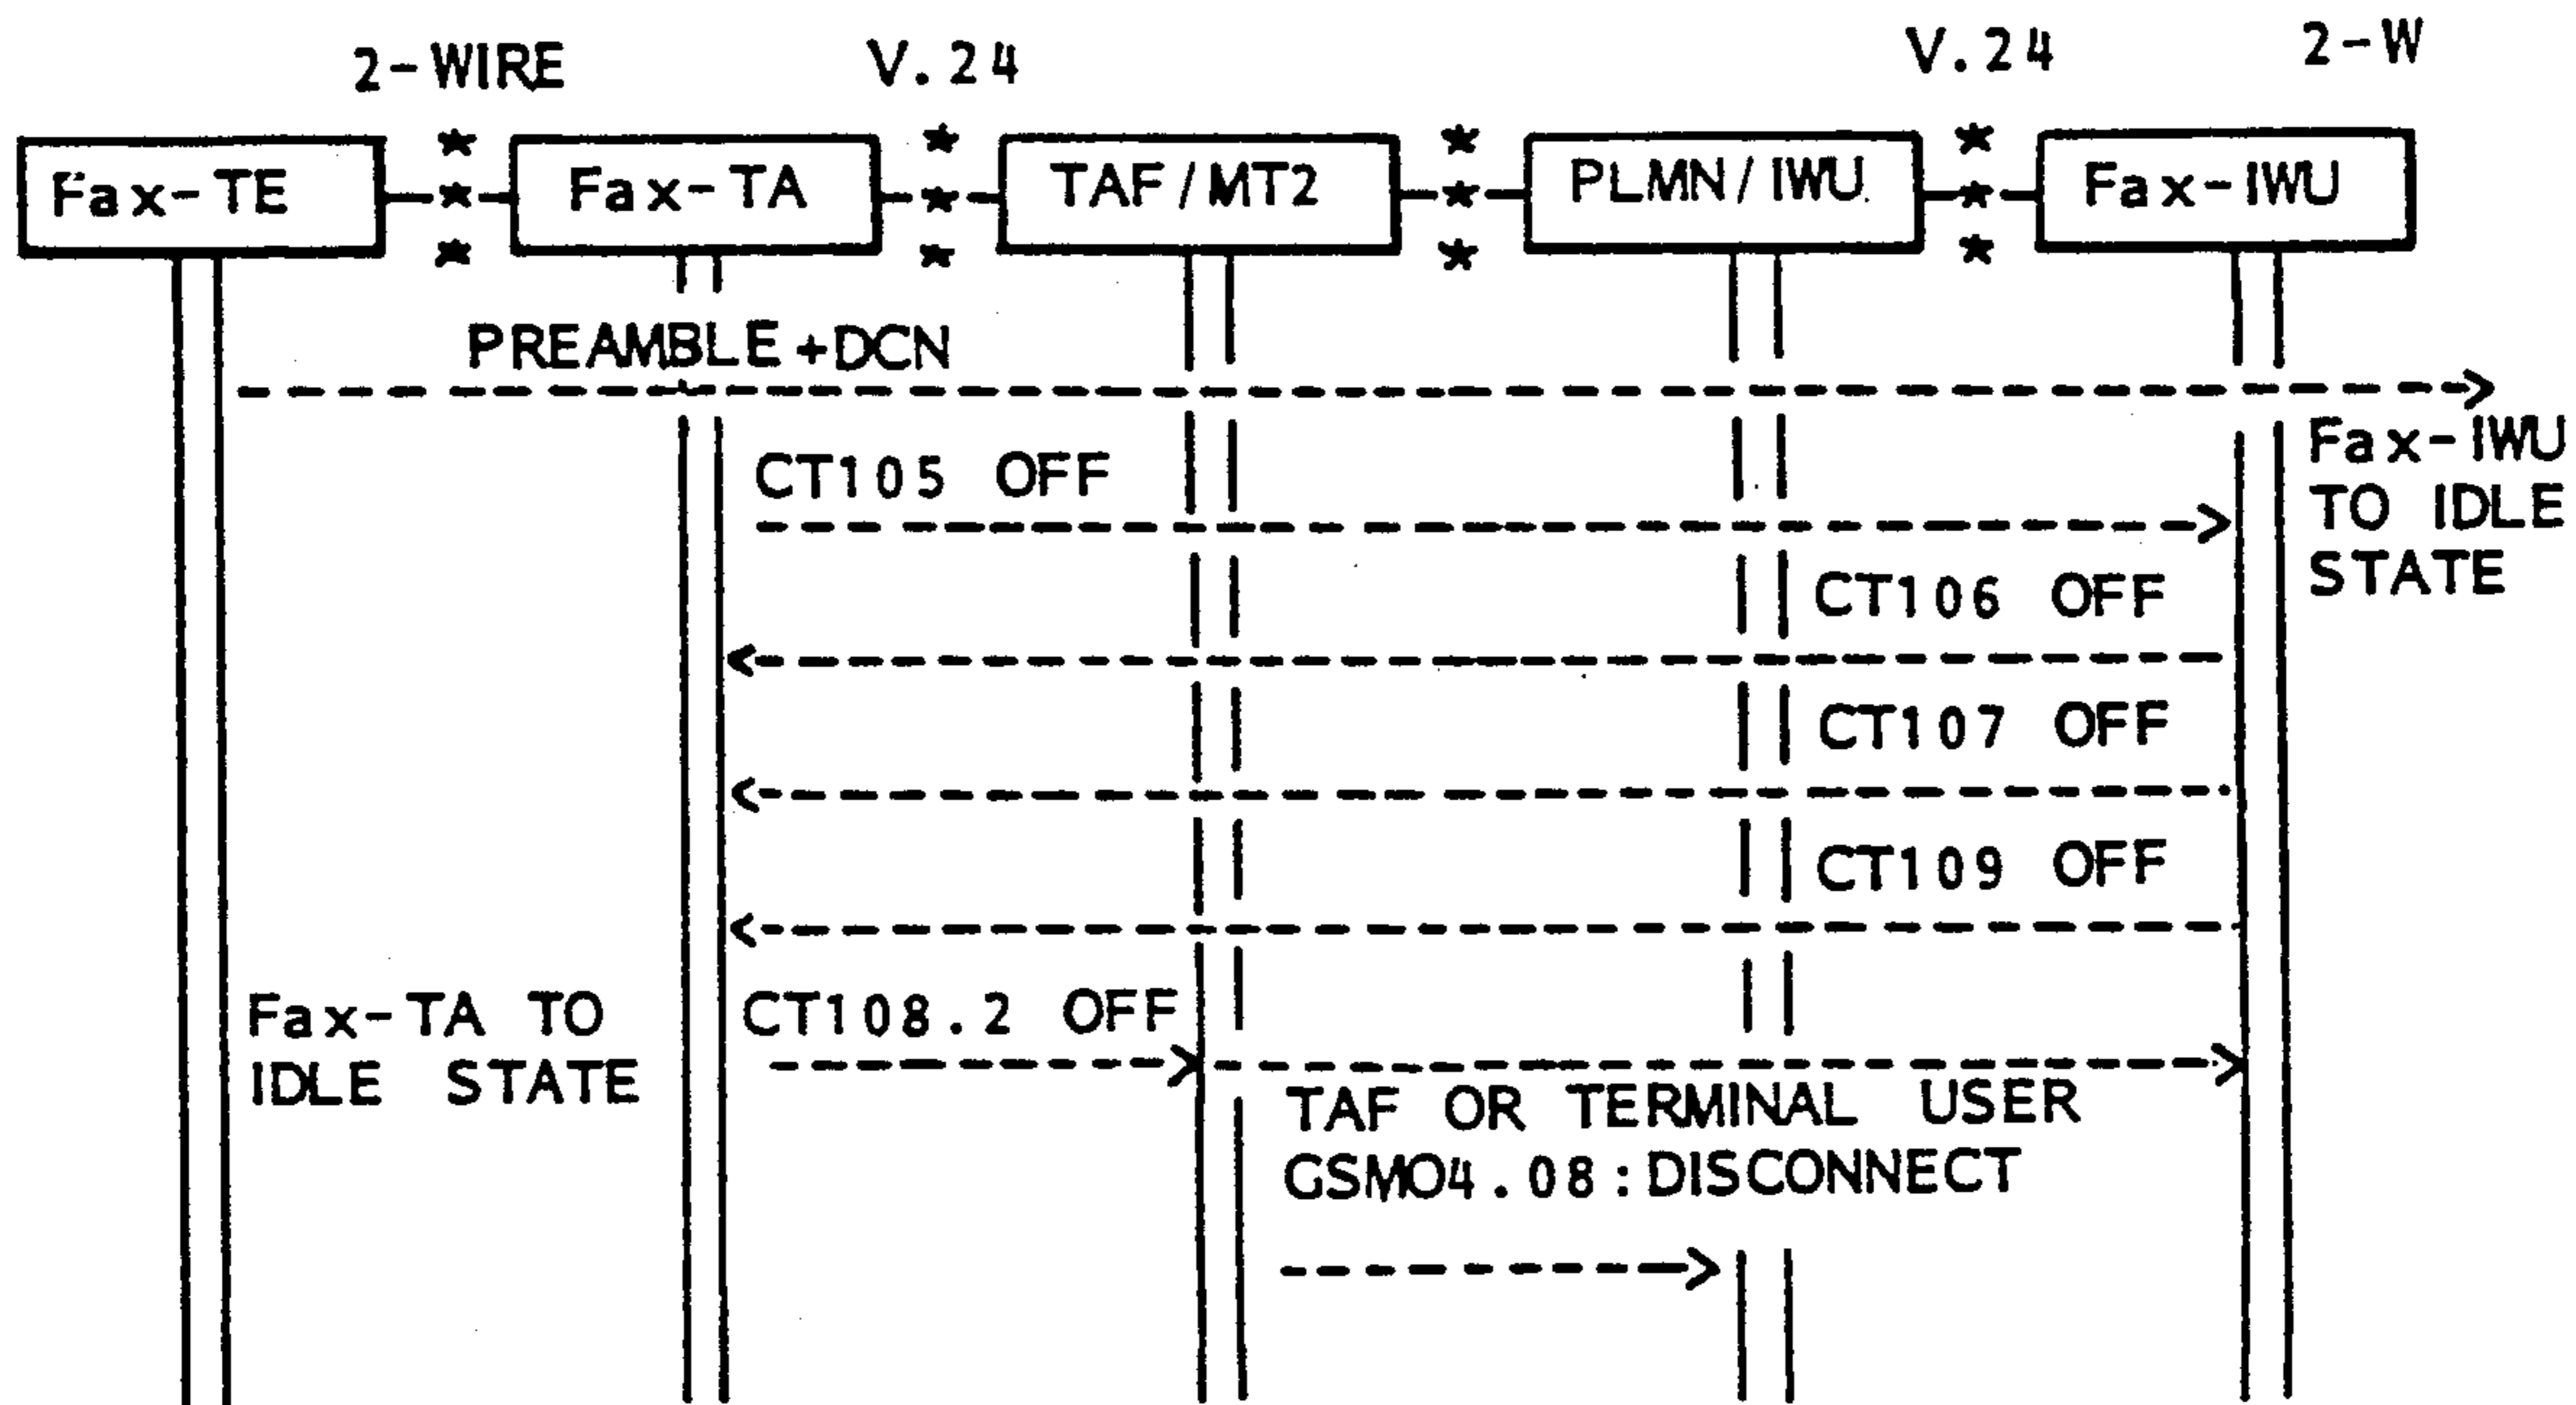 2-WIRE V.24 V.24 2-W
Fax-TE Fax-TA TAF/MT2 PLMN/IWU Fax-IWU
PREAMBLE+DCN
Fax-IWU
TO IDLE
STATE
CT105 OFF
CT106 OFF
CT107 OFF
CT109 OFF
Fax-TA TO
IDLE STATE
CT108.2 OFF
TAF OR TERMINAL USER
GSMO4.08:DISCONNECT